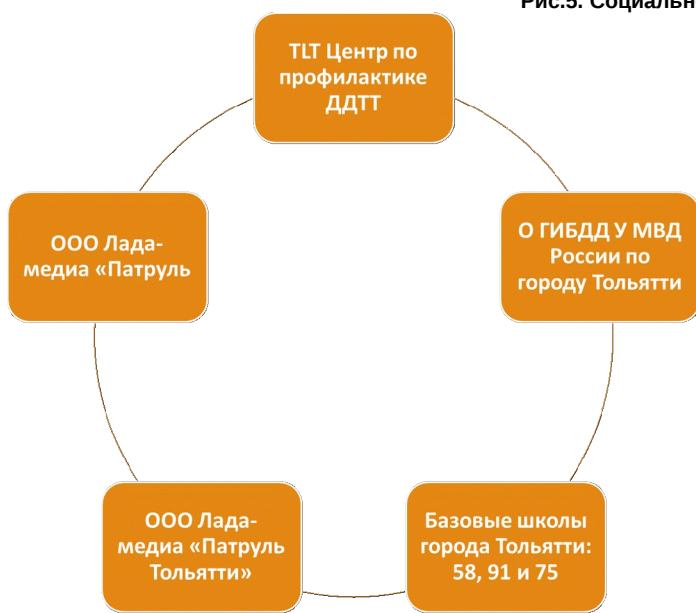 Рис.5. Социальн
TLT Центр по
профилактике
ДДТТ
ООО Лада-
медиа «Патруль
О ГИБДД У МВД
России по
городу Тольятти
ООО Лада-
медиа «Патруль
Тольятти»
Базовые школы
города Тольятти:
58, 91 и 75